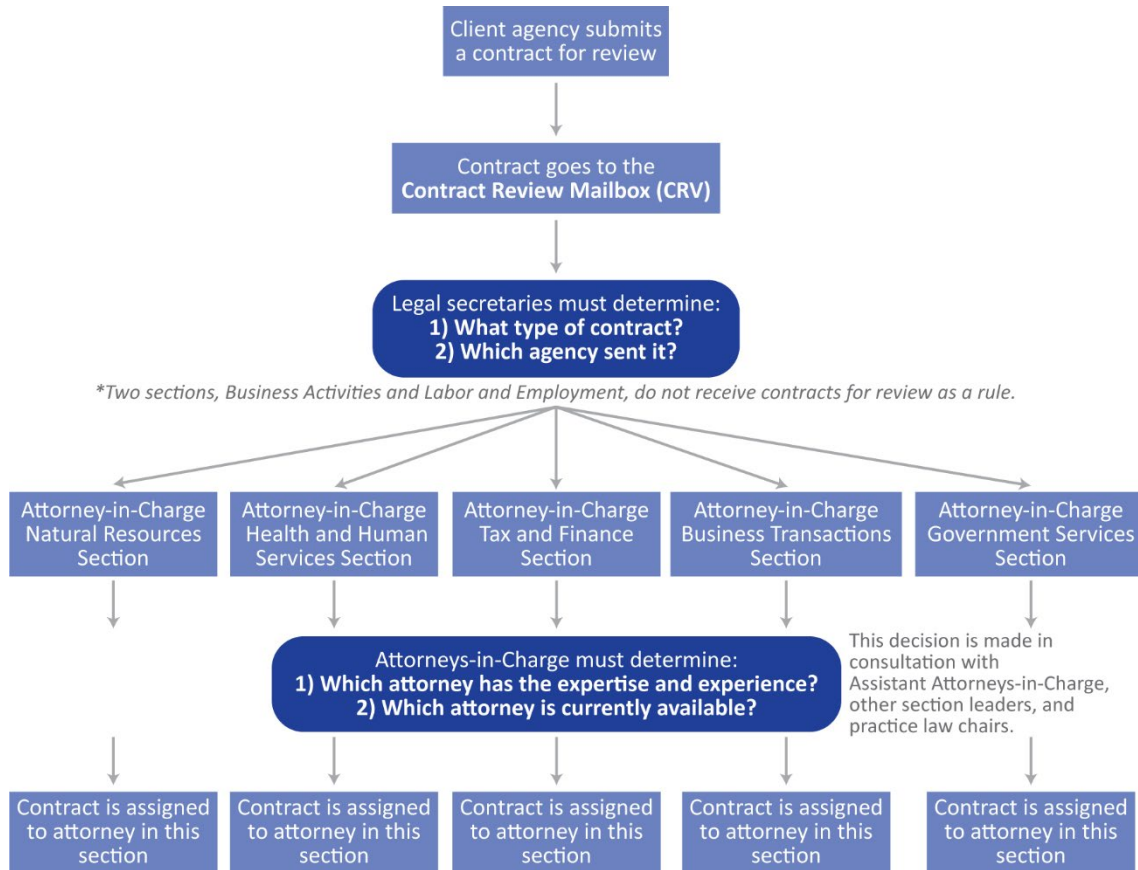 Client agency submits
a contract for review
Contract goes to the
Contract Review Mailbox (CRV)
Legal secretaries must determine:
1) What type of contract?
2) Which agency sent it?
*Two sections, Business Activities and Labor and Employment, do not receive contracts for review as a rule.
Attorney-in-Charge
Natural Resources
Section
Attorney-in-Charge
Health and Human
Services Section
Attorney-in-Charge
Tax and Finance
Section
Attorney-in-Charge
Business Transactions
Section
Attorney-in-Charge
Government Services
Section
Attorneys-in-Charge must determine:
1) Which attorney has the expertise and experience?
2) Which attorney is currently available?
This decision is made in
consultation with
Assistant Attorneys-in-Charge,
other section leaders, and
practice law chairs.
Contract is assigned
to attorney in this
section
Contract is assigned
to attorney in this
section
Contract is assigned
to attorney in this
section
Contract is assigned
to attorney in this
section
Contract is assigned
to attorney in this
section